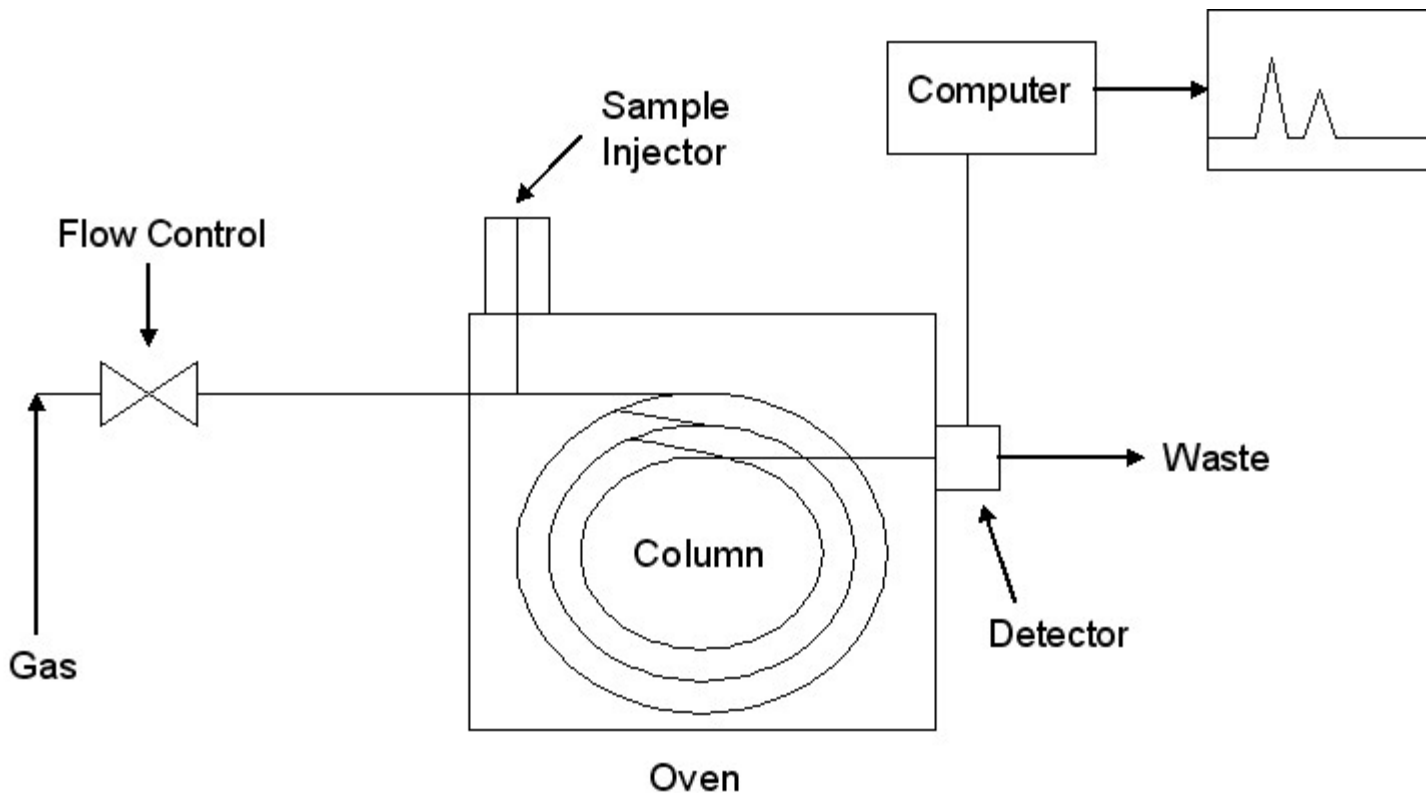 Computer
Sample
Injector
Flow Control
Waste
Column
Detector
Gas
Oven